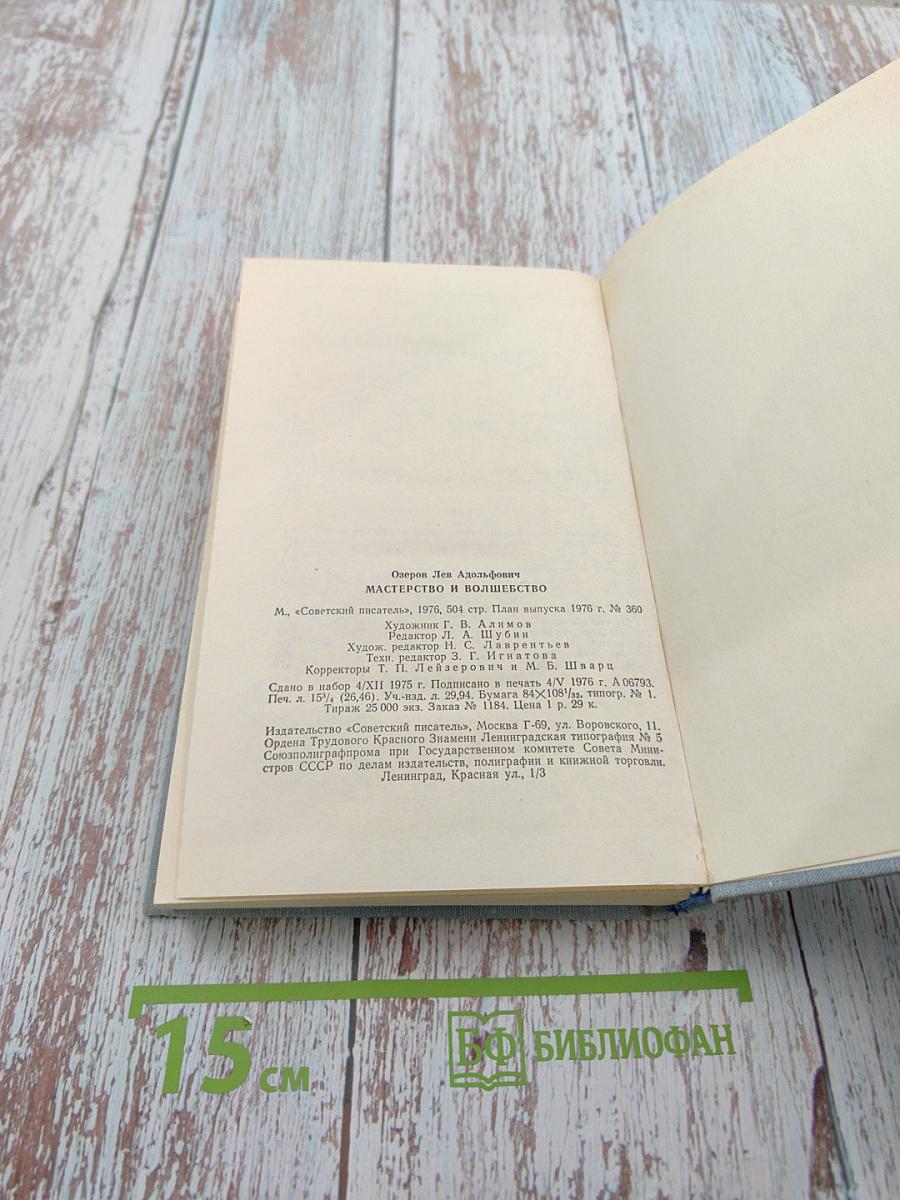 Озеров Лев Адольфович
МАСТЕРСТВО И ВОЛШЕБСТВО
М., «Советский писатель», 1976, 504 стр. План выпуска 1976 г. № 360
Художник Г. В. Алимов
Редактор Л. А. Шубин
Худож. редактор Н. С. Лаврентьев
Техн. редактор З. Г. Игнатова
Корректоры Т. П. Лейзерович и М. Б. Шварц
Сдано в набор 4/XII 1975 г. Подписано в печать 4/V 1976 г. А 06793.
Печ. л. 15³/₄ (26,46). Уч.-изд. л. 29,94. Бумага 84×108¹/₃₂, типогр. № 1.
Тираж 25 000 экз. Заказ № 1184. Цена 1 р. 29 к.
Издательство «Советский писатель», Москва Г-69, ул. Воровского, 11.
Ордена Трудового Красного Знамени Ленинградская типография № 5
Союзполиграфпрома при Государственном комитете Совета Мини-
стров СССР по делам издательств, полиграфии и книжной торговли.
Ленинград, Красная ул., 1/3
15 см
БФ БИБЛИОФАН